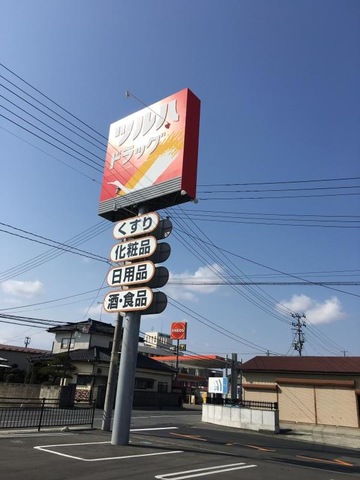 ツルハ
ドラッグ
くすり
化粧品
日用品
酒・食品
ENEOS